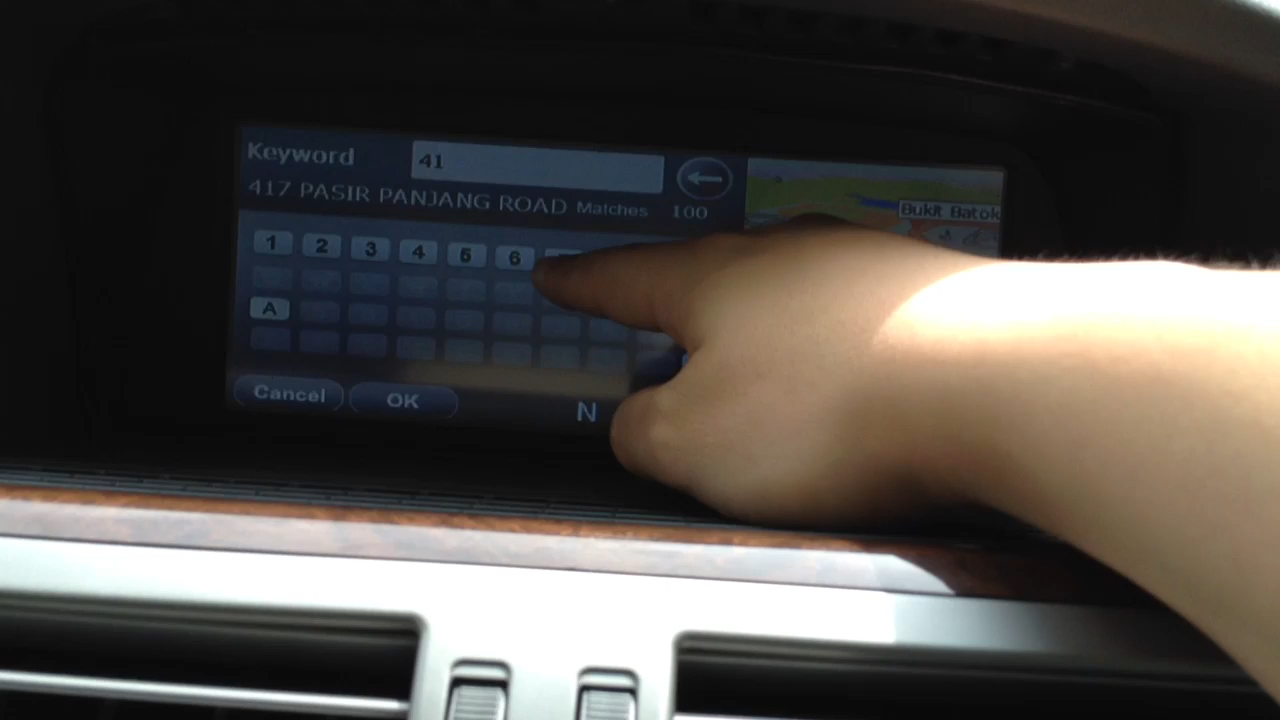 Keyword 41
417 PASIR PANJANG ROAD Matches 100
Bukit Batok
1 2 3 4 5 6
A
Cancel OK N